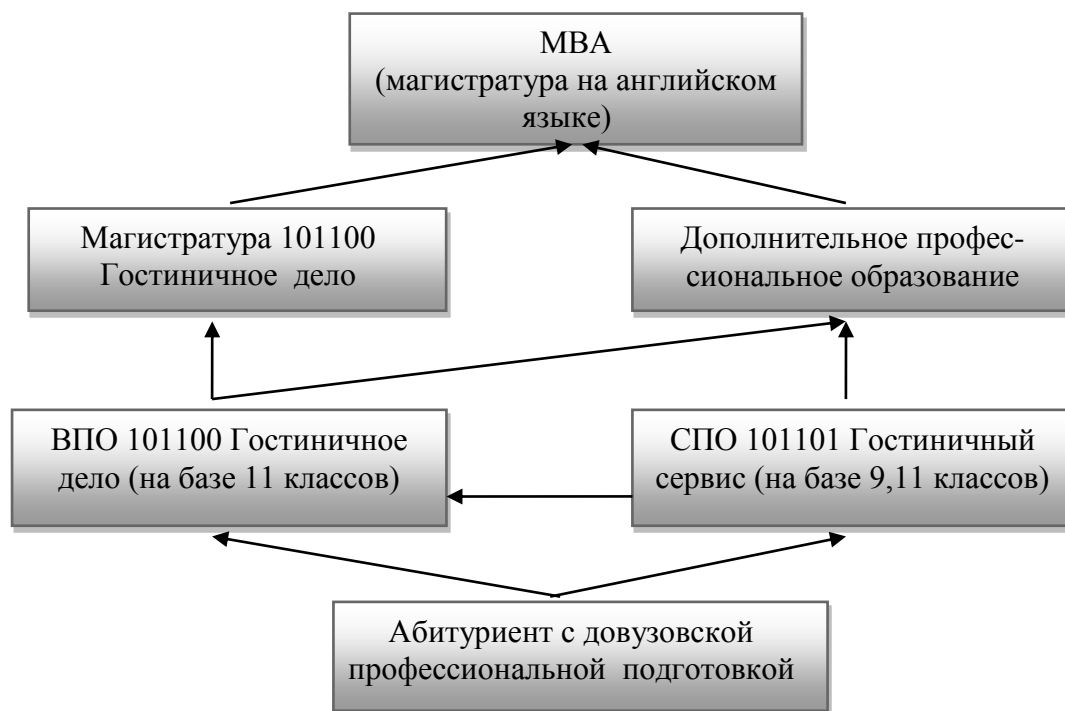 МВА
(магистратура на английском
языке)
Магистратура 101100
Гостиничное дело
Дополнительное профес-
сиональное образование
ВПО 101100 Гостиничное
дело (на базе 11 классов)
СПО 101101 Гостиничный
сервис (на базе 9,11 классов)
Абитуриент с довузовской
профессиональной подготовкой